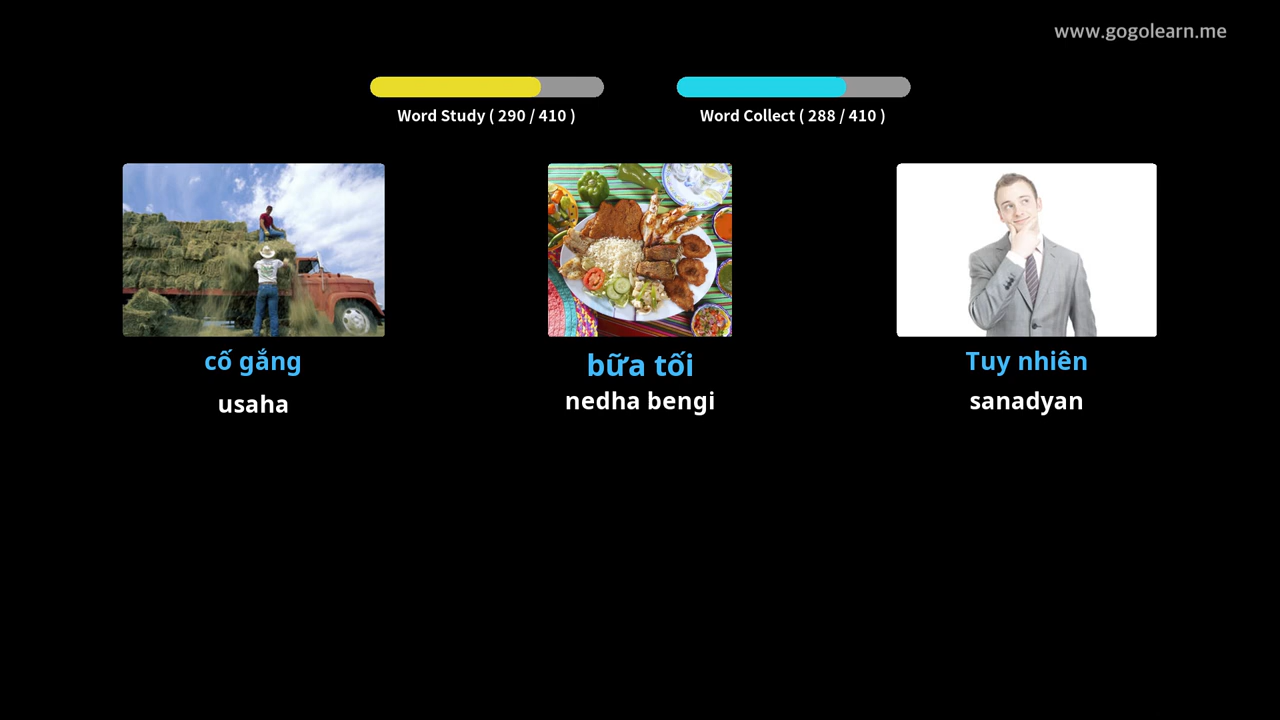 www.gogolearn.me
Word Study ( 290 / 410 )
Word Collect ( 288 / 410 )
cố gắng
usaha
bữa tối
nedha bengi
Tuy nhiên
sanadyan